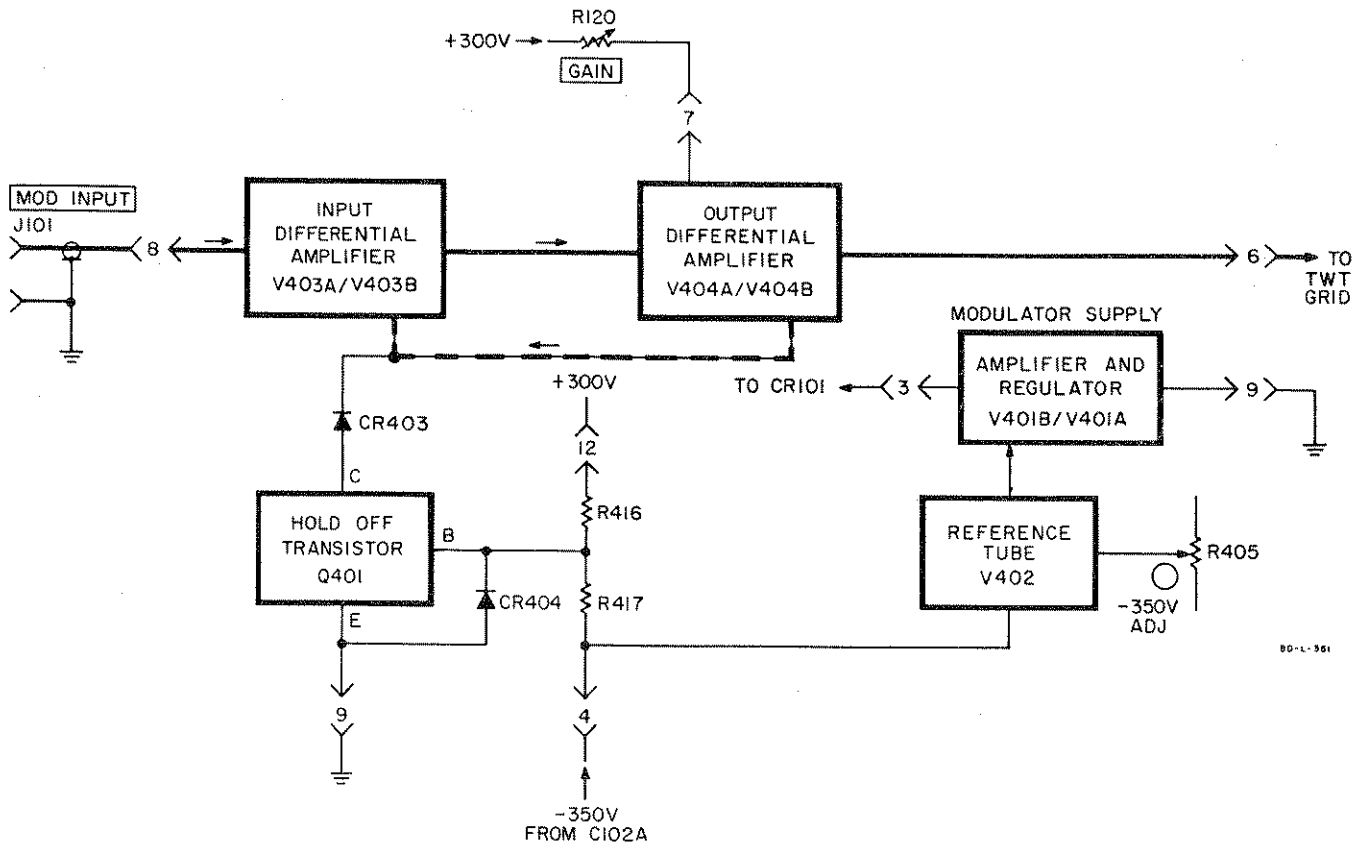 R120
+300V
GAIN
7
MOD INPUT
J101
8
INPUT
DIFFERENTIAL
AMPLIFIER
V403A/V403B
OUTPUT
DIFFERENTIAL
AMPLIFIER
V404A/V404B
6
TO
TWT
GRID
MODULATOR SUPPLY
AMPLIFIER AND
REGULATOR
V401B/V401A
TO CR101
3
9
+300V
12
CR403
C
HOLD OFF
TRANSISTOR
Q401
B
E
R416
R417
CR404
REFERENCE
TUBE
V402
R405
-350V
ADJ
9
4
-350V
FROM C102A
BD-L-561